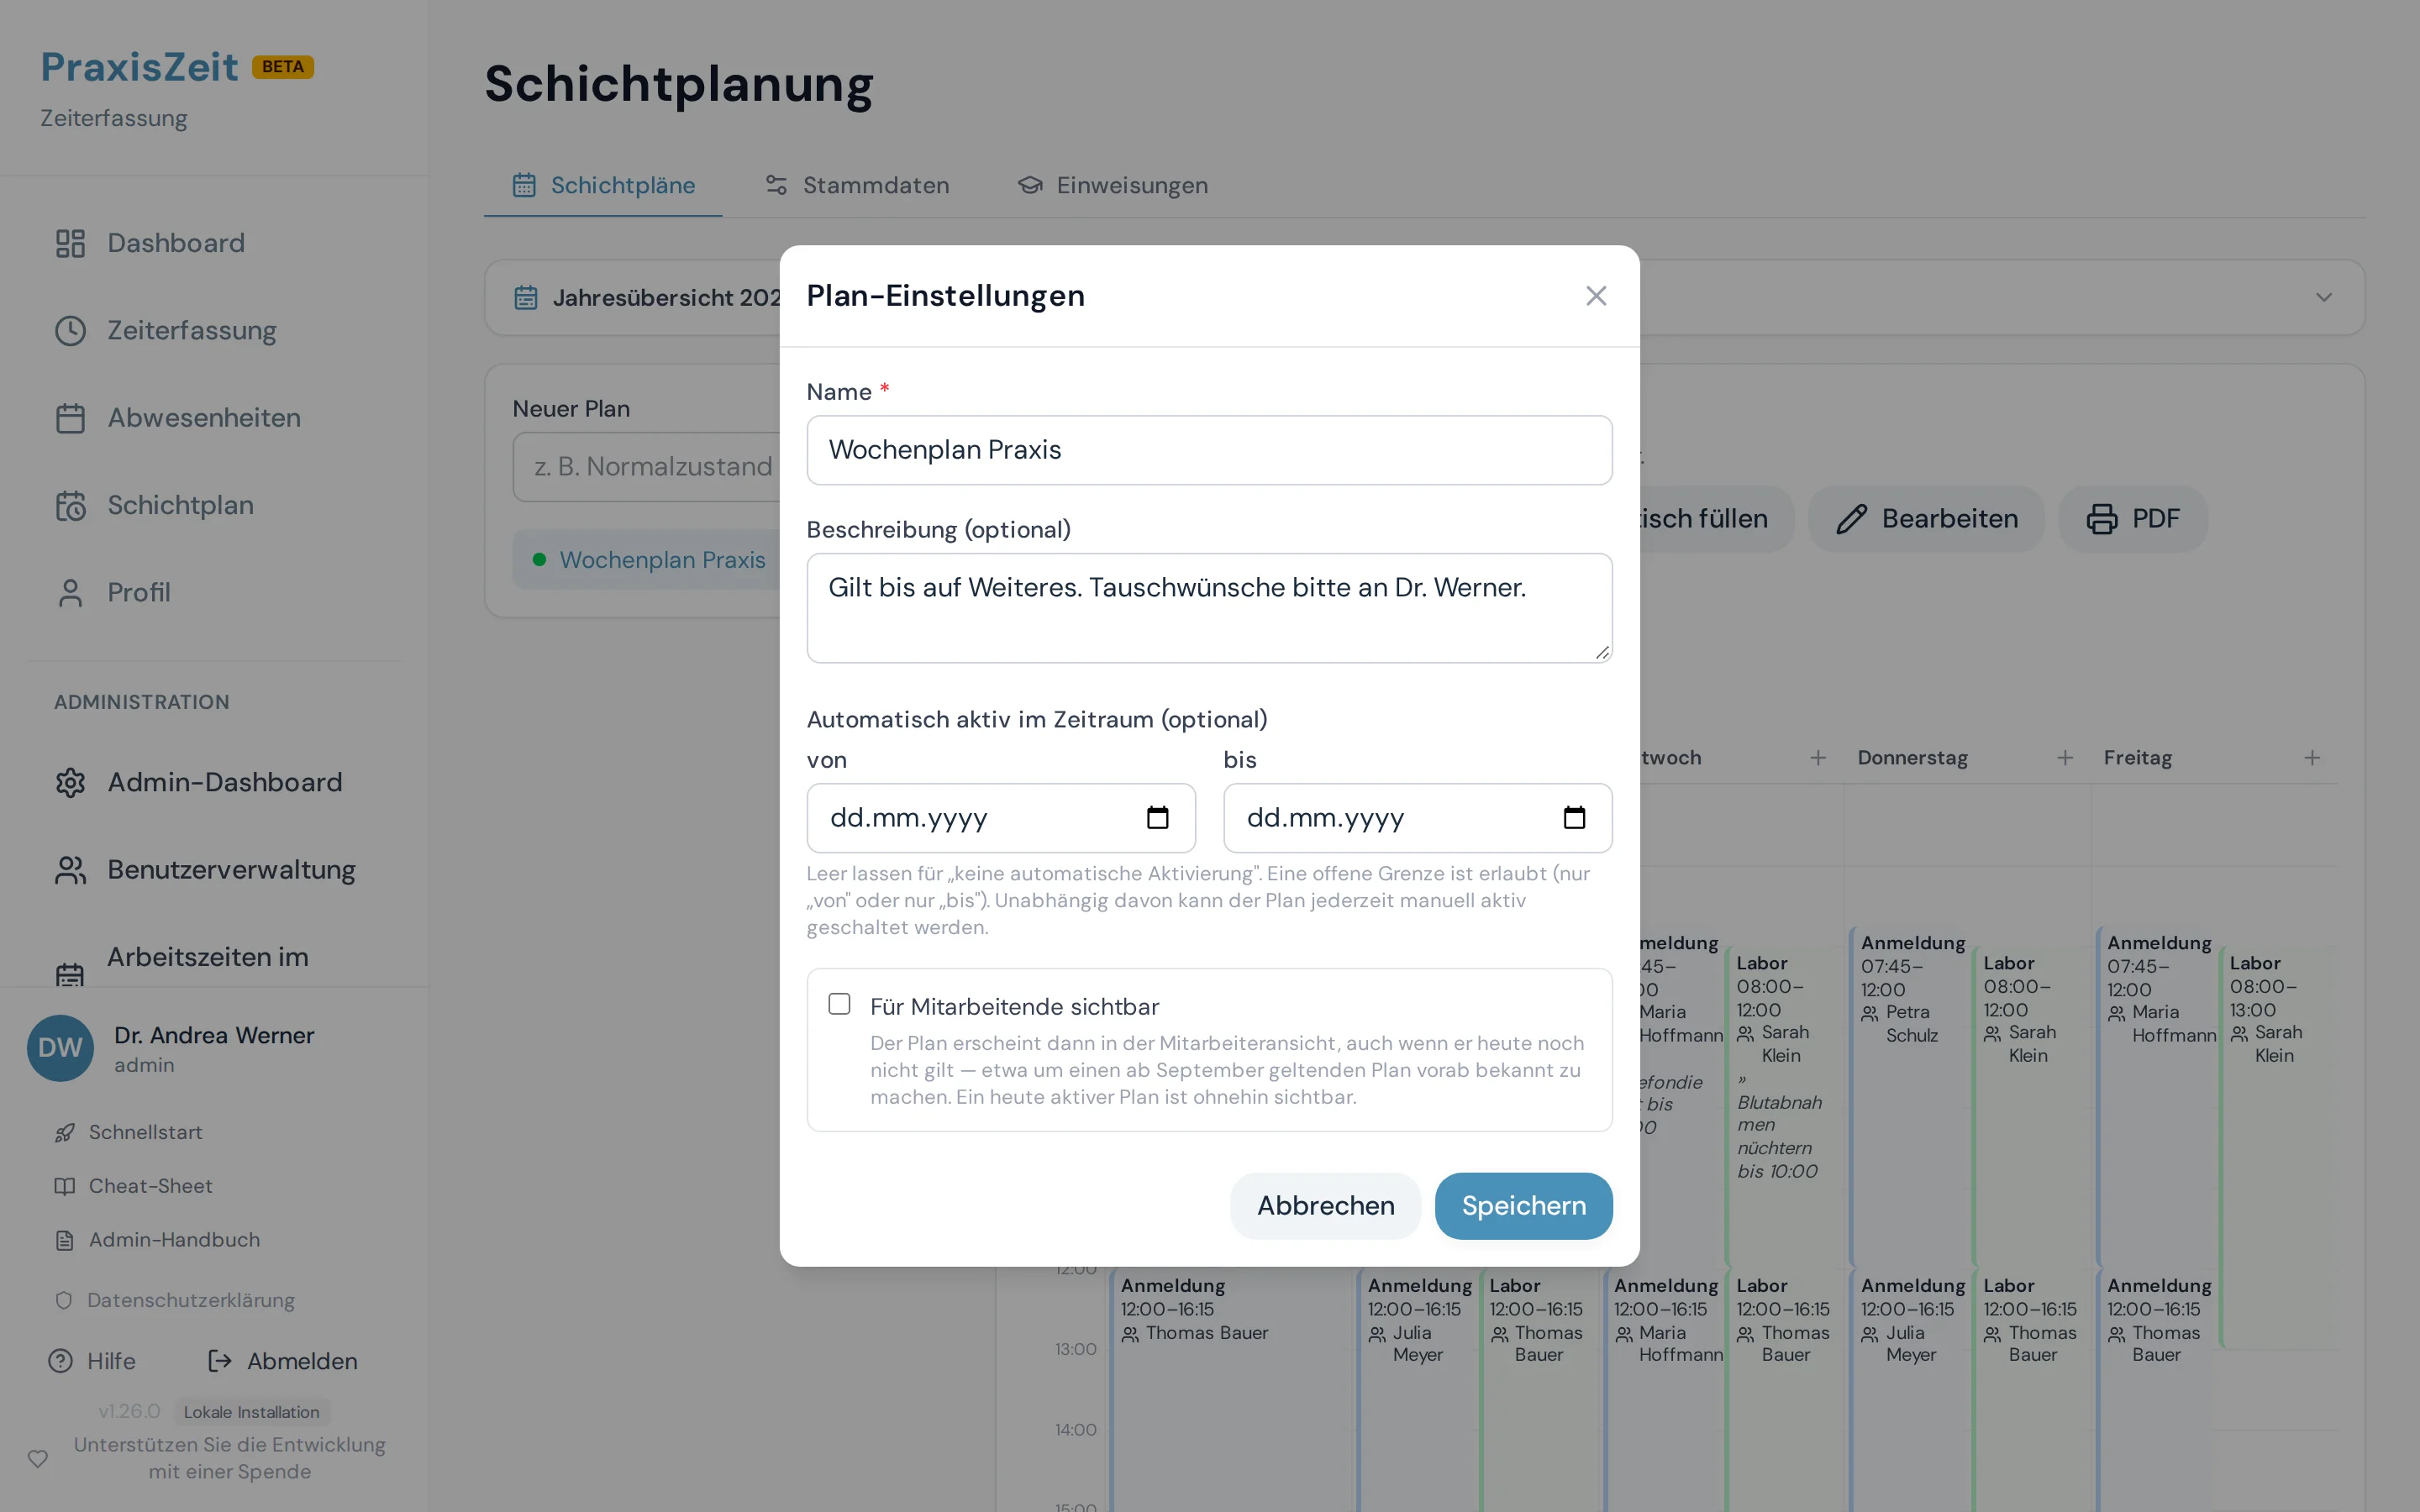 PraxisZeit BETA
Zeiterfassung
Dashboard
Zeiterfassung
Abwesenheiten
Schichtplan
Profil
ADMINISTRATION
Admin-Dashboard
Benutzerverwaltung
Arbeitszeiten im
DW
Dr. Andrea Werner
admin
Schnellstart
Cheat-Sheet
Admin-Handbuch
Datenschutzerklärung
Hilfe
Abmelden
v1.26.0 Lokale Installation
Unterstützen Sie die Entwicklung
mit einer Spende
Schichtplanung
Schichtpläne
Stammdaten
Einweisungen
Jahresübersicht 202
Neuer Plan
z. B. Normalzustand
Wochenplan Praxis
Plan-Einstellungen
Name *
Wochenplan Praxis
Beschreibung (optional)
Gilt bis auf Weiteres. Tauschwünsche bitte an Dr. Werner.
Automatisch aktiv im Zeitraum (optional)
von
bis
dd.mm.yyyy
dd.mm.yyyy
Leer lassen für „keine automatische Aktivierung". Eine offene Grenze ist erlaubt (nur
„von" oder nur „bis"). Unabhängig davon kann der Plan jederzeit manuell aktiv
geschaltet werden.
Für Mitarbeitende sichtbar
Der Plan erscheint dann in der Mitarbeiteransicht, auch wenn er heute noch
nicht gilt — etwa um einen ab September geltenden Plan vorab bekannt zu
machen. Ein heute aktiver Plan ist ohnehin sichtbar.
Abbrechen
Speichern
tisch füllen
Bearbeiten
PDF
twoch
Donnerstag
Freitag
meldung
45–
00
Maria
Hoffmann
efondie
t bis
00
Labor
08:00–
12:00
Sarah
Klein
»
Blutabnah
men
nüchtern
bis 10:00
Anmeldung
07:45–
12:00
Petra
Schulz
Labor
08:00–
12:00
Sarah
Klein
Anmeldung
07:45–
12:00
Maria
Hoffmann
Labor
08:00–
13:00
Sarah
Klein
12:00
13:00
14:00
15:00
Anmeldung
12:00–16:15
Thomas Bauer
Anmeldung
12:00–16:15
Julia
Meyer
Labor
12:00–16:15
Thomas
Bauer
Anmeldung
12:00–16:15
Maria
Hoffmann
Labor
12:00–16:15
Thomas
Bauer
Anmeldung
12:00–16:15
Julia
Meyer
Labor
12:00–16:15
Thomas
Bauer
Anmeldung
12:00–16:15
Thomas
Bauer